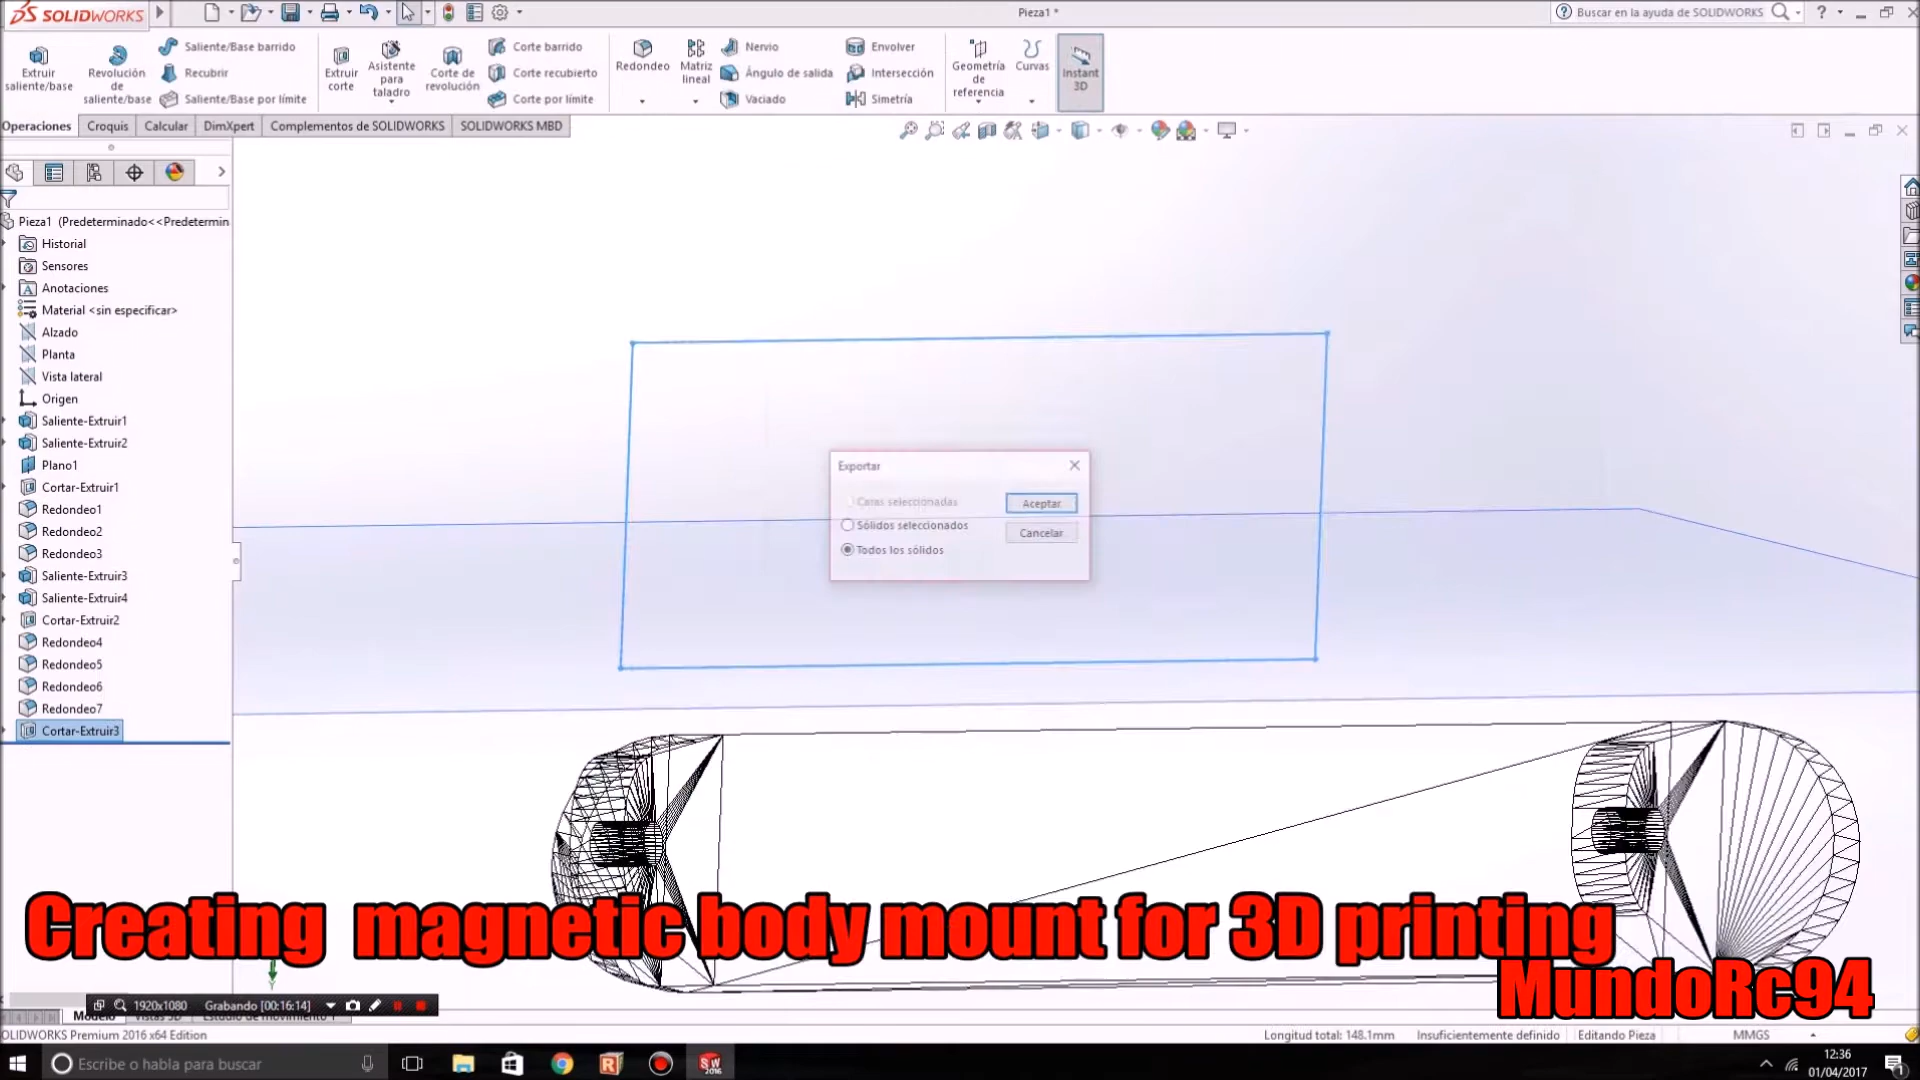 SOLIDWORKS
Pieza1 *
Buscar en la ayuda de SOLIDWORKS
?
Extruir saliente/base
Revolución de saliente/base
Saliente/Base barrido
Recubrir
Saliente/Base por límite
Extruir corte
Asistente para taladro
Corte de revolución
Corte barrido
Corte recubierto
Corte por límite
Redondeo
Matriz lineal
Nervio
Ángulo de salida
Vaciado
Envolver
Intersección
Simetría
Geometría de referencia
Curvas
Instant 3D
Operaciones
Croquis
Calcular
DimXpert
Complementos de SOLIDWORKS
SOLIDWORKS MBD
Pieza1 (Predeterminado<<Predetermin
Historial
Sensores
Anotaciones
Material <sin especificar>
Alzado
Planta
Vista lateral
Origen
Saliente-Extruir1
Saliente-Extruir2
Plano1
Cortar-Extruir1
Redondeo1
Redondeo2
Redondeo3
Saliente-Extruir3
Saliente-Extruir4
Cortar-Extruir2
Redondeo4
Redondeo5
Redondeo6
Redondeo7
Cortar-Extruir3
Exportar
Caras seleccionadas
Sólidos seleccionados
Todos los sólidos
Aceptar
Cancelar
Creating magnetic body mount for 3D printing
MundoRc94
1920x1080
Grabando [00:16:14]
Modelo
Vistas 3D
Estudio de movimiento 1
OLIDWORKS Premium 2016 x64 Edition
Longitud total: 148.1mm
Insuficientemente definido
Editando Pieza
MMGS
Escribe o habla para buscar
12:36
01/04/2017